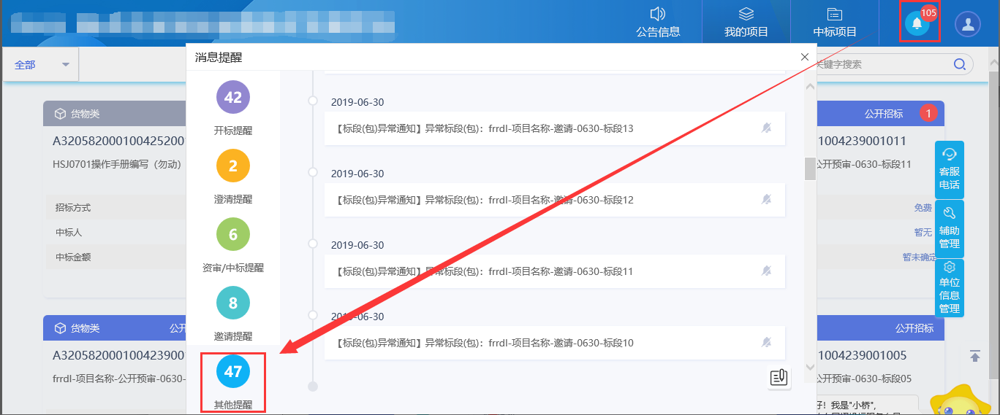 公告信息
我的项目
中标项目
105
全部
关键字搜索
消息提醒
42
开标提醒
2
澄清提醒
6
资审/中标提醒
8
邀请提醒
47
其他提醒
2019-06-30
【标段(包)异常通知】异常标段(包)：frrdl-项目名称-邀请-0630-标段13
2019-06-30
【标段(包)异常通知】异常标段(包)：frrdl-项目名称-邀请-0630-标段12
2019-06-30
【标段(包)异常通知】异常标段(包)：frrdl-项目名称-邀请-0630-标段11
2019-06-30
【标段(包)异常通知】异常标段(包)：frrdl-项目名称-邀请-0630-标段10
货物类
A320582000100425200
HSJ0701操作手册编写（勿动）
招标方式
中标人
中标金额
货物类
公开
A320582000100423900
frrdl-项目名称-公开预审-0630-
公开招标
1
1004239001011
公开预审-0630-标段11
免费
暂无
暂未确定
公开招标
1004239001005
公开预审-0630-标段05
客服
电话
辅助
管理
单位
信息
管理
好！我是"小桥",